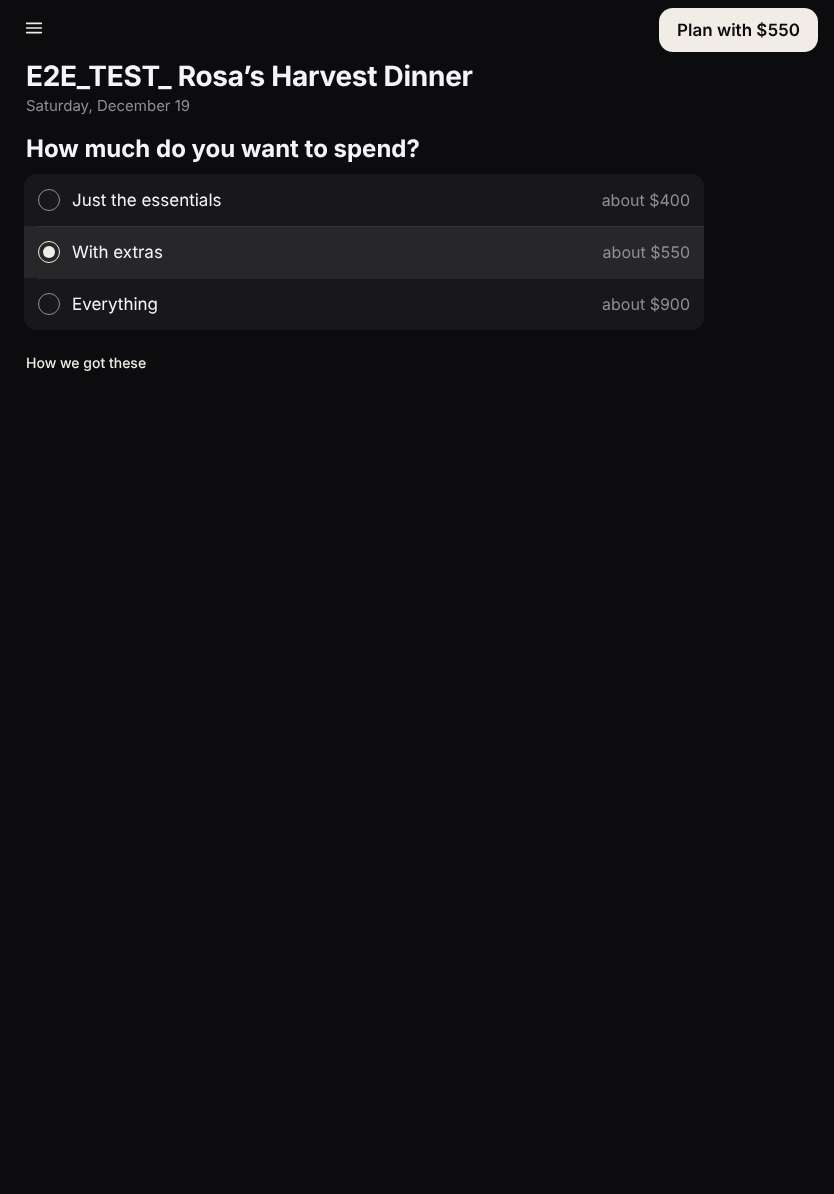 Plan with $550
E2E_TEST_ Rosa’s Harvest Dinner
Saturday, December 19
How much do you want to spend?
Just the essentials about $400
With extras about $550
Everything about $900
How we got these